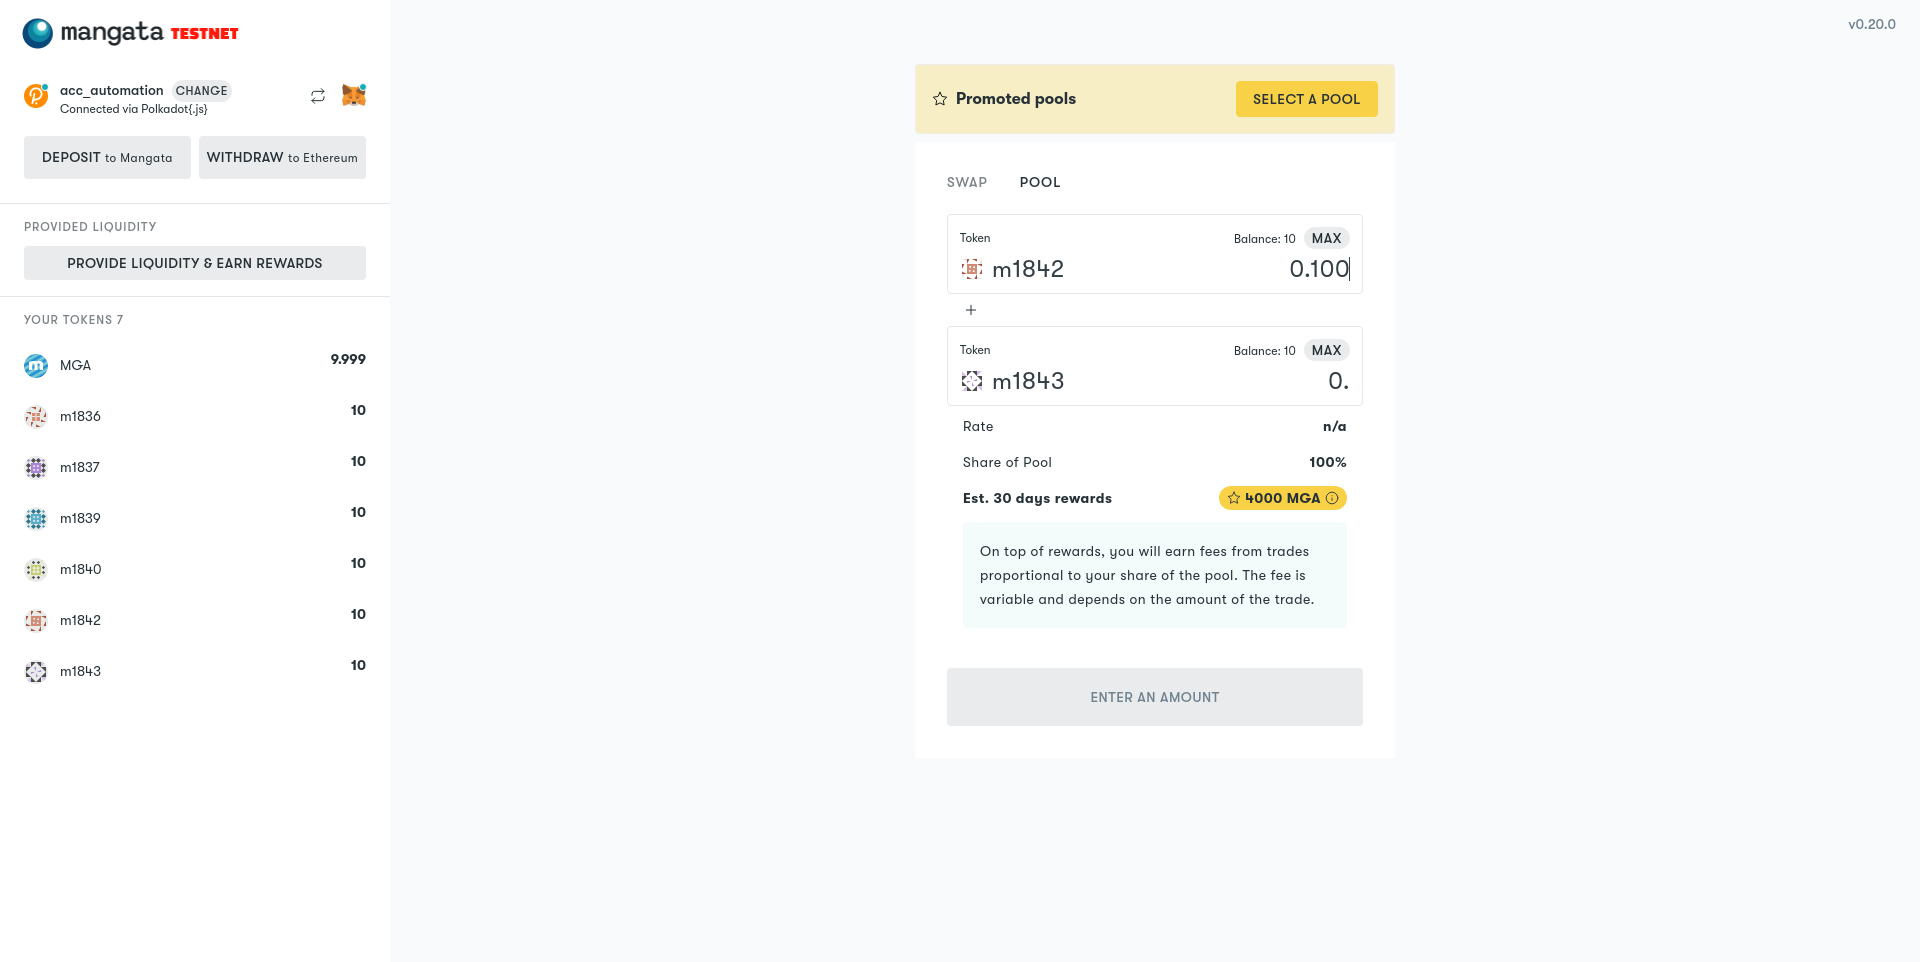 mangata TESTNET
v0.20.0
acc_automation CHANGE
Connected via Polkadot{.js}
DEPOSIT to Mangata
WITHDRAW to Ethereum
PROVIDED LIQUIDITY
PROVIDE LIQUIDITY & EARN REWARDS
YOUR TOKENS 7
MGA 9.999
m1836 10
m1837 10
m1839 10
m1840 10
m1842 10
m1843 10
Promoted pools
SELECT A POOL
SWAP POOL
Token Balance: 10 MAX
m1842 0.100
+
Token Balance: 10 MAX
m1843 0.
Rate n/a
Share of Pool 100%
Est. 30 days rewards 4000 MGA
On top of rewards, you will earn fees from trades
proportional to your share of the pool. The fee is
variable and depends on the amount of the trade.
ENTER AN AMOUNT